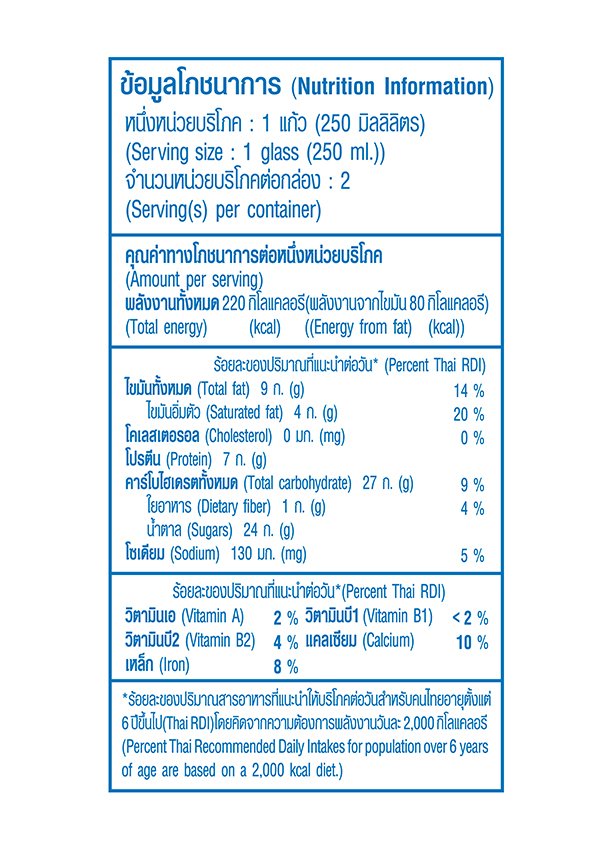 ข้อมูลโภชนาการ (Nutrition Information)
หนึ่งหน่วยบริโภค : 1 แก้ว (250 มิลลิลิตร)
(Serving size : 1 glass (250 ml.))
จำนวนหน่วยบริโภคต่อกล่อง : 2
(Serving(s) per container)
คุณค่าทางโภชนาการต่อหนึ่งหน่วยบริโภค
(Amount per serving)
พลังงานทั้งหมด 220 กิโลแคลอรี(พลังงานจากไขมัน 80 กิโลแคลอรี)
(Total energy) (kcal) ((Energy from fat) (kcal))
ร้อยละของปริมาณที่แนะนำต่อวัน* (Percent Thai RDI)
ไขมันทั้งหมด (Total fat) 9 ก. (g) 14 %
ไขมันอิ่มตัว (Saturated fat) 4 ก. (g) 20 %
โคเลสเตอรอล (Cholesterol) 0 มก. (mg) 0 %
โปรตีน (Protein) 7 ก. (g)
คาร์โบไฮเดรตทั้งหมด (Total carbohydrate) 27 ก. (g) 9 %
ใยอาหาร (Dietary fiber) 1 ก. (g) 4 %
น้ำตาล (Sugars) 24 ก. (g)
โซเดียม (Sodium) 130 มก. (mg) 5 %
ร้อยละของปริมาณที่แนะนำต่อวัน*(Percent Thai RDI)
วิตามินเอ (Vitamin A) 2 % วิตามินบี1 (Vitamin B1) <2 %
วิตามินบี2 (Vitamin B2) 4 % แคลเซียม (Calcium) 10 %
เหล็ก (Iron) 8 %
*ร้อยละของปริมาณสารอาหารที่แนะนำให้บริโภคต่อวันสำหรับคนไทยอายุตั้งแต่
6 ปีขึ้นไป(Thai RDI)โดยคิดจากความต้องการพลังงานวันละ 2,000 กิโลแคลอรี
(Percent Thai Recommended Daily Intakes for population over 6 years
of age are based on a 2,000 kcal diet.)